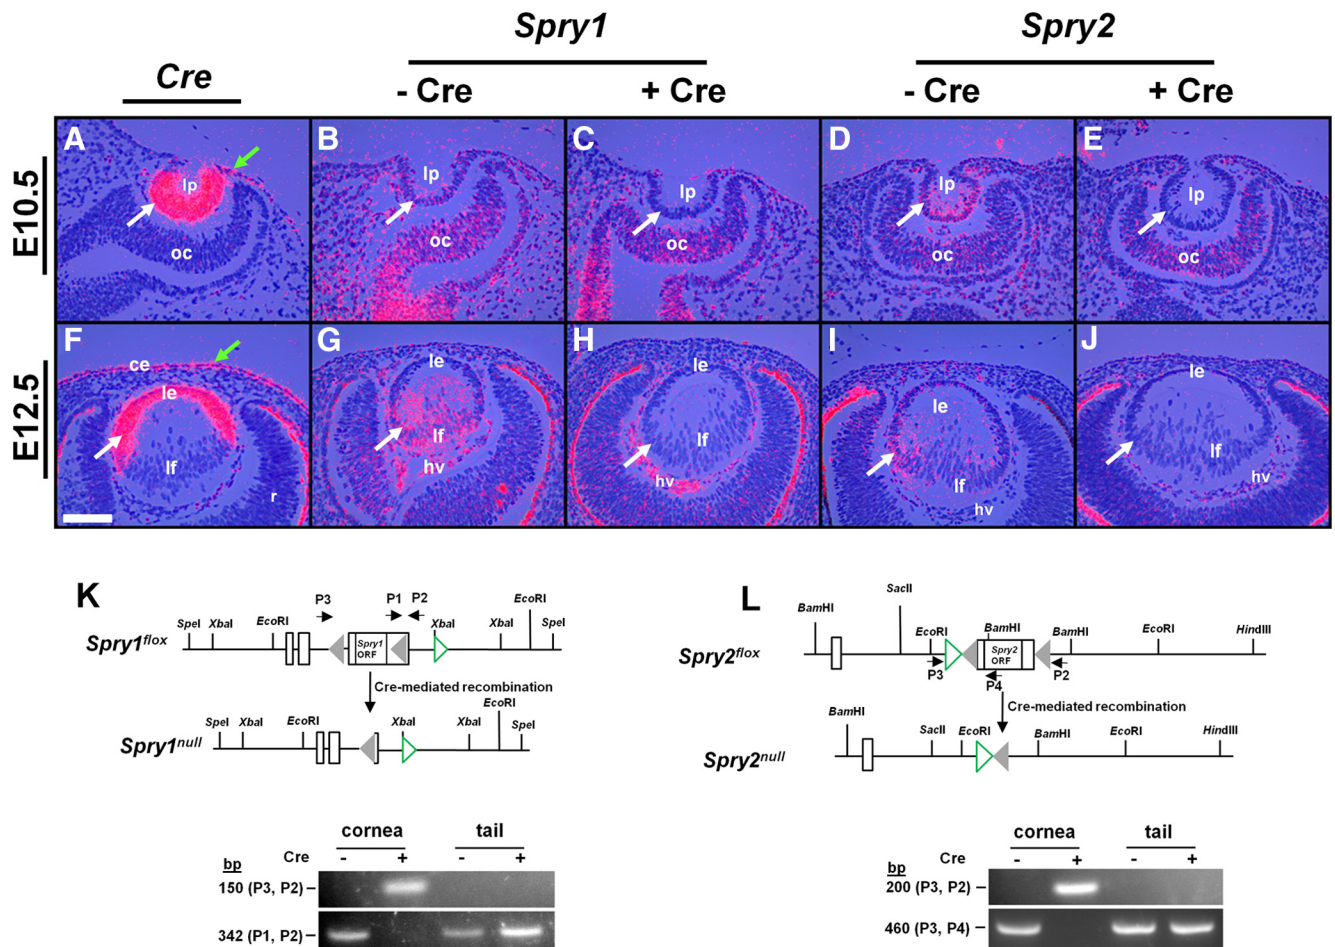 Spry1
Spry2
Cre
- Cre
+ Cre
- Cre
+ Cre
E10.5
A
lp
oc
B
lp
oc
C
lp
oc
D
lp
oc
E
lp
oc
E12.5
F
ce
le
lf
r
G
le
lf
hv
H
le
lf
hv
I
le
lf
hv
J
le
lf
hv
K
P3 P1 P2
SpeI XbaI EcoRI XbaI XbaI EcoRI SpeI
Spry1flox
Spry1
ORF
Cre-mediated recombination
SpeI XbaI EcoRI XbaI XbaI EcoRI SpeI
Spry1null
cornea tail
bp Cre - + - +
150 (P3, P2)
342 (P1, P2)
L
BamHI SacII EcoRI BamHI BamHI EcoRI HindIII
Spry2flox
Spry2
ORF
P3 P4 P2
Cre-mediated recombination
BamHI SacII EcoRI BamHI EcoRI HindIII
Spry2null
cornea tail
bp Cre - + - +
200 (P3, P2)
460 (P3, P4)